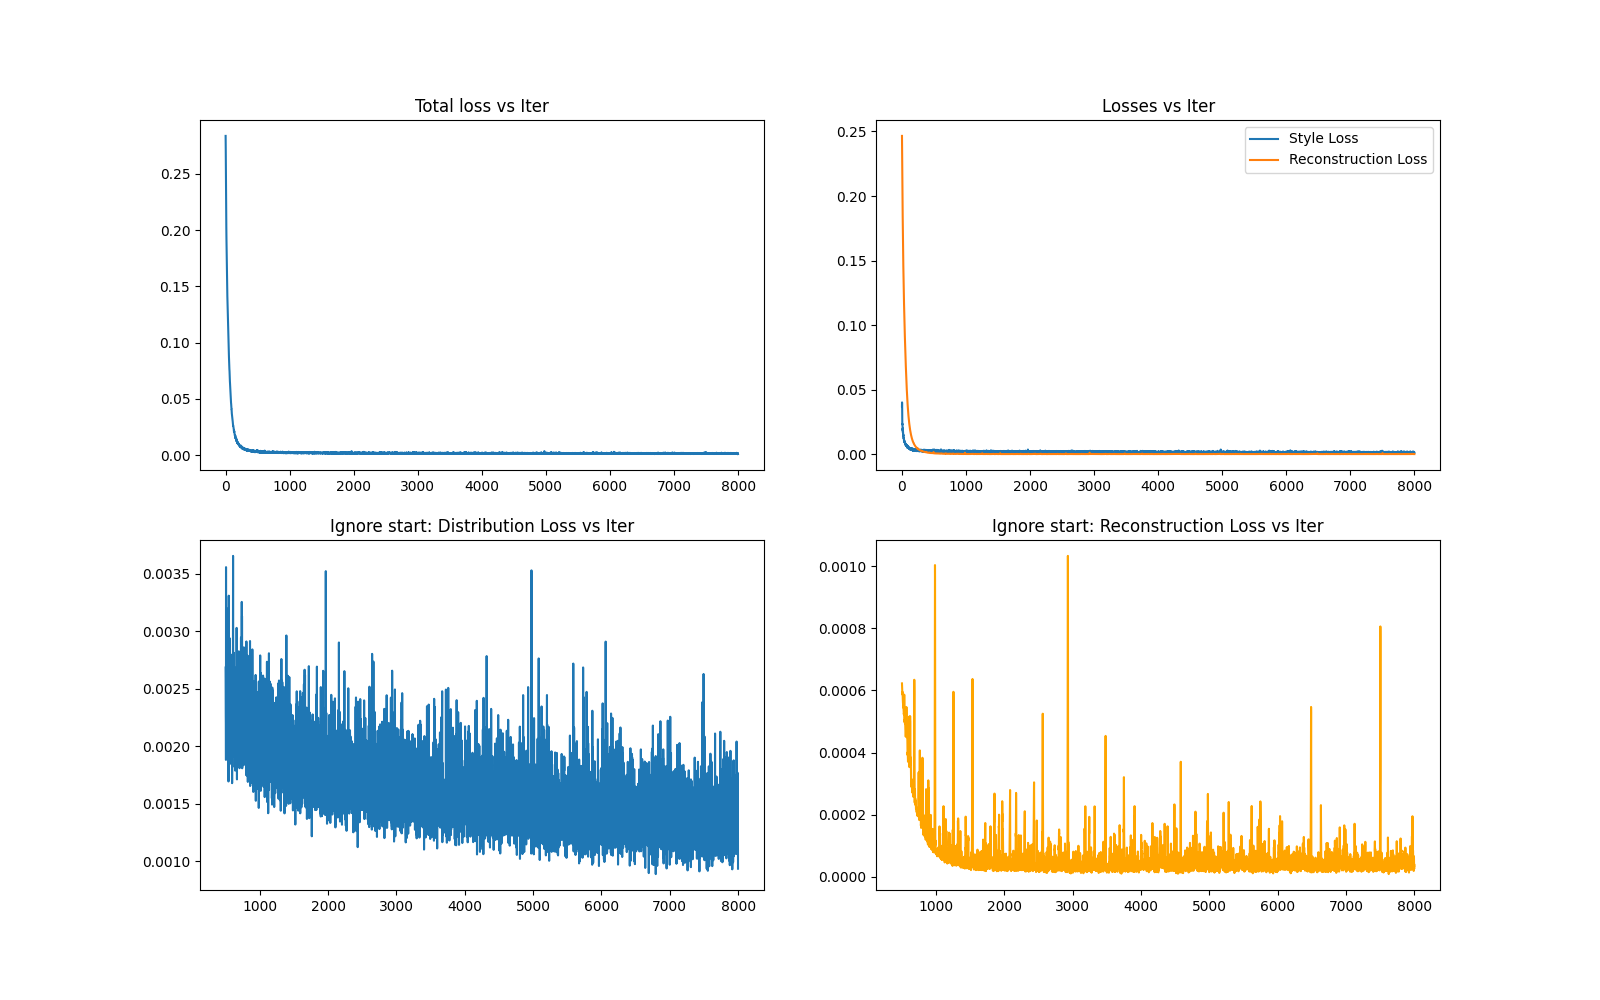 Total loss vs Iter
0.25
0.20
0.15
0.10
0.05
0.00
0 1000 2000 3000 4000 5000 6000 7000 8000
Losses vs Iter
Style Loss
Reconstruction Loss
0.25
0.20
0.15
0.10
0.05
0.00
0 1000 2000 3000 4000 5000 6000 7000 8000
Ignore start: Distribution Loss vs Iter
0.0035
0.0030
0.0025
0.0020
0.0015
0.0010
1000 2000 3000 4000 5000 6000 7000 8000
Ignore start: Reconstruction Loss vs Iter
0.0010
0.0008
0.0006
0.0004
0.0002
0.0000
1000 2000 3000 4000 5000 6000 7000 8000